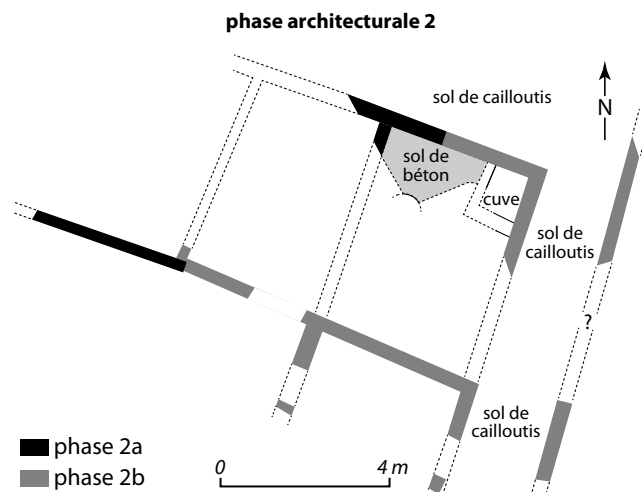 phase architecturale 2
sol de cailloutis
N
sol de
béton
cuve
sol de
cailloutis
?
sol de
cailloutis
phase 2a
phase 2b
0
4 m